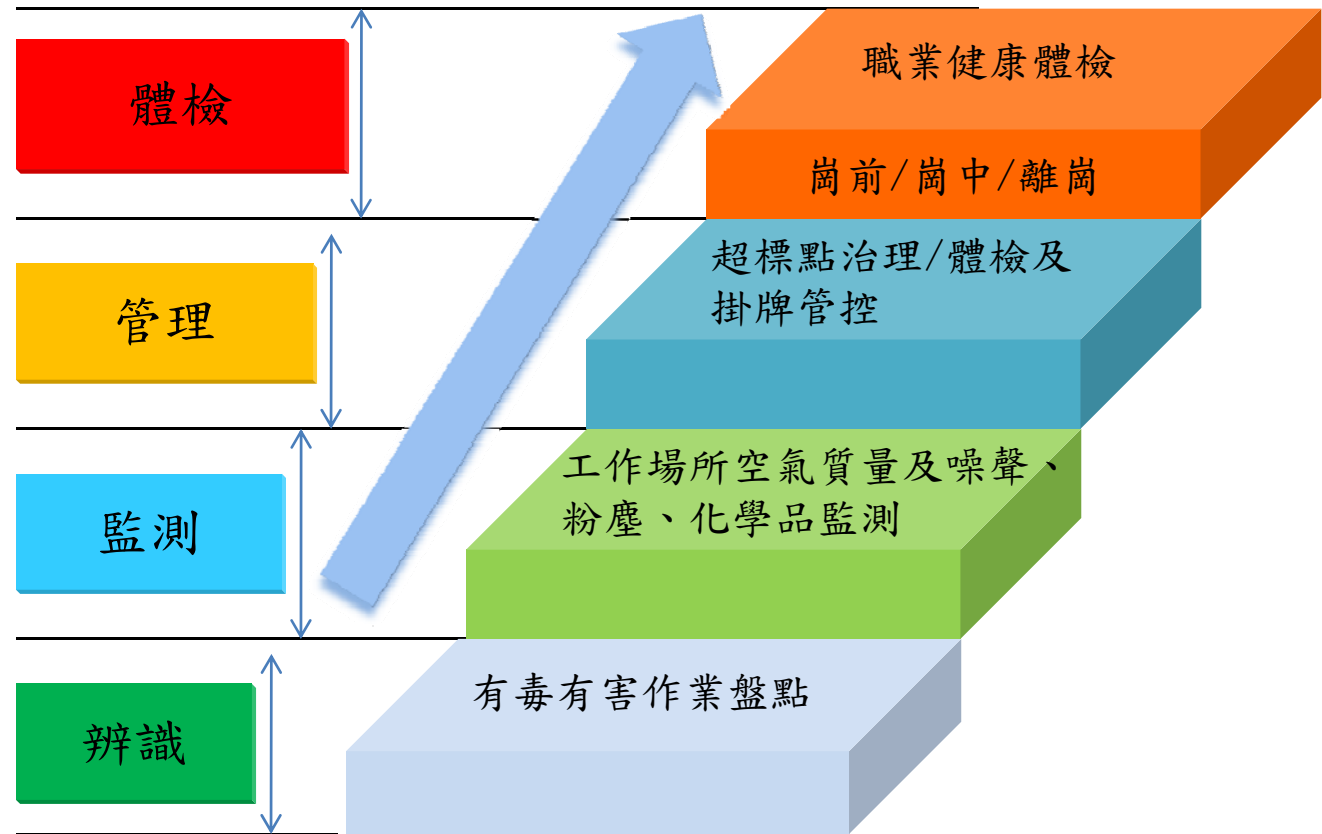 體檢
職業健康體檢
崗前/崗中/離崗
管理
超標點治理/體檢及
掛牌管控
監測
工作場所空氣質量及噪聲、
粉塵、化學品監測
辨識
有毒有害作業盤點